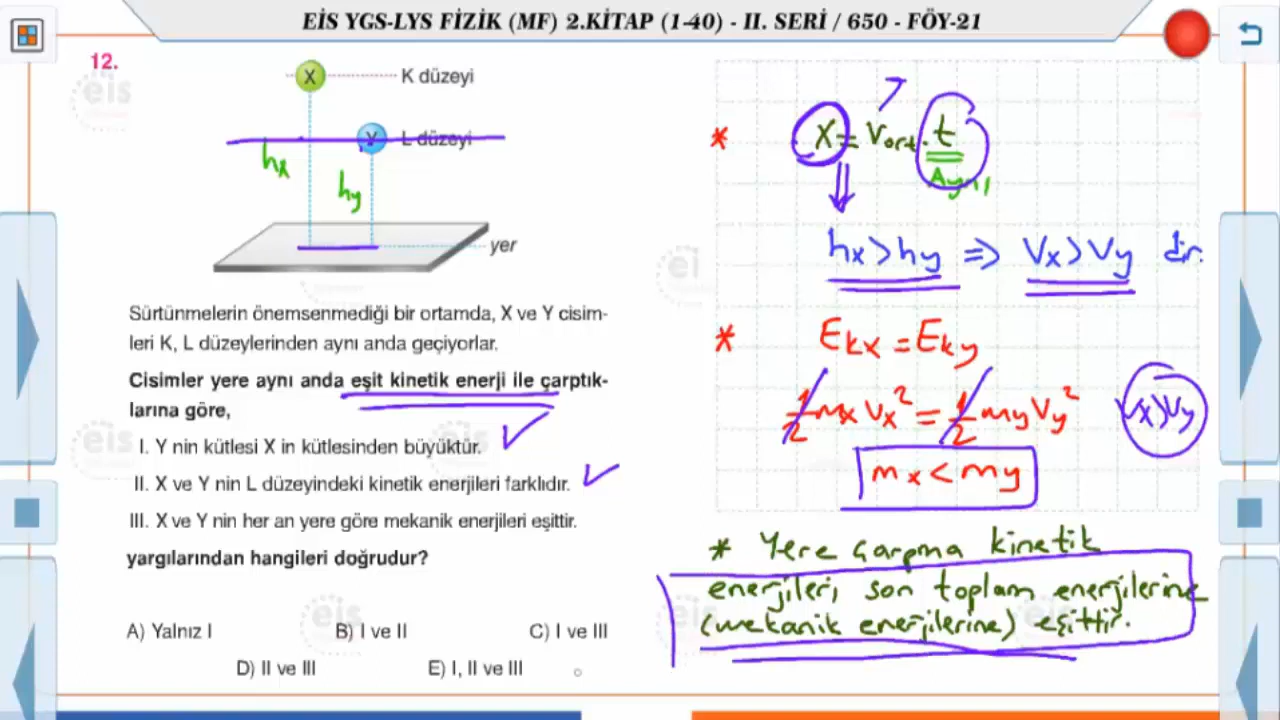 EİS YGS-LYS FİZİK (MF) 2.KİTAP (1-40) - II. SERİ / 650 - FÖY-21
12.
X
K düzeyi
Y
L düzeyi
hx
hy
yer
eis
Sürtünmelerin önemsenmediği bir ortamda, X ve Y cisim-
leri K, L düzeylerinden aynı anda geçiyorlar.
Cisimler yere aynı anda eşit kinetik enerji ile çarptık-
larına göre,
I. Y nin kütlesi X in kütlesinden büyüktür.
II. X ve Y nin L düzeyindeki kinetik enerjileri farklıdır.
III. X ve Y nin her an yere göre mekanik enerjileri eşittir.
yargılarından hangileri doğrudur?
A) Yalnız I
B) I ve II
C) I ve III
D) II ve III
E) I, II ve III
* X = Vort. t
Aynı
hx > hy ⇒ Vx > Vy dir.
* Ekx = Eky
1/2 mx Vx² = 1/2 my Vy²
Vx > Vy
mx < my
* Yere çarpma kinetik
enerjileri, son toplam enerjilerine
(mekanik enerjilerine) eşittir.